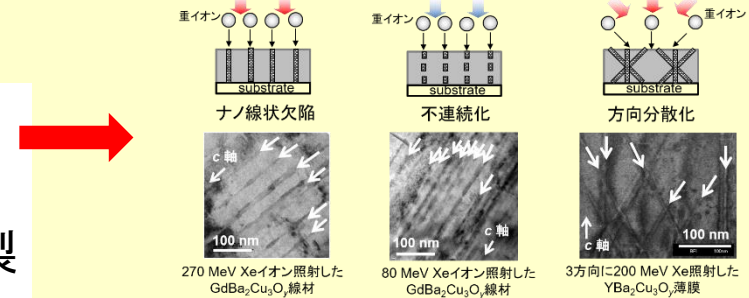 重イオン
重イオン
重イオン
substrate
substrate
substrate
ナノ線状欠陥
不連続化
方向分散化
c 軸
100 nm
c 軸
100 nm
c 軸
100 nm
100nm
製
270 MeV Xeイオン照射した
GdBa₂Cu₃Oᵧ線材
80 MeV Xeイオン照射した
GdBa₂Cu₃Oᵧ線材
3方向に200 MeV Xe照射した
YBa₂Cu₃Oᵧ薄膜